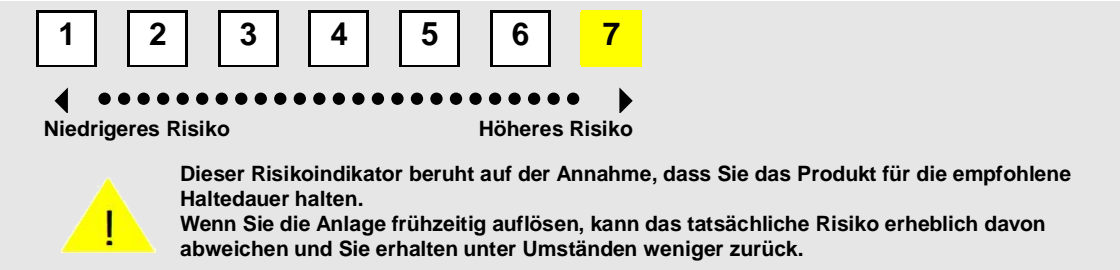 1 2 3 4 5 6 7
Niedrigeres Risiko Höheres Risiko
Dieser Risikoindikator beruht auf der Annahme, dass Sie das Produkt für die empfohlene
Haltedauer halten.
Wenn Sie die Anlage frühzeitig auflösen, kann das tatsächliche Risiko erheblich davon
abweichen und Sie erhalten unter Umständen weniger zurück.
!